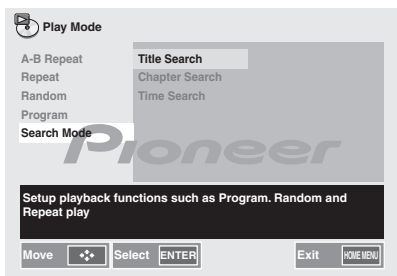 Play Mode
A-B Repeat
Title Search
Repeat
Chapter Search
Random
Time Search
Program
Search Mode
Pioneer
Setup playback functions such as Program. Random and
Repeat play
Move Select ENTER Exit HOME MENU